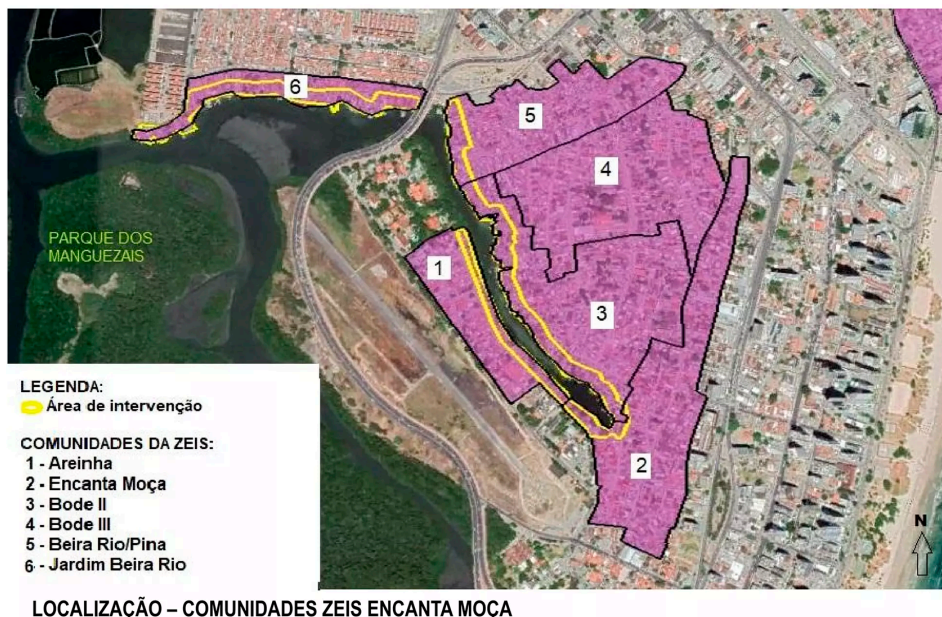 6
5
4
PARQUE DOS
MANGUEZAIS
1
3
LEGENDA:
Área de intervenção
COMUNIDADES DA ZEIS:
1 - Areinha
2 - Encanta Moça
3 - Bode II
4 - Bode III
5 - Beira Rio/Pina
6 - Jardim Beira Rio
2
N
LOCALIZAÇÃO – COMUNIDADES ZEIS ENCANTA MOÇA